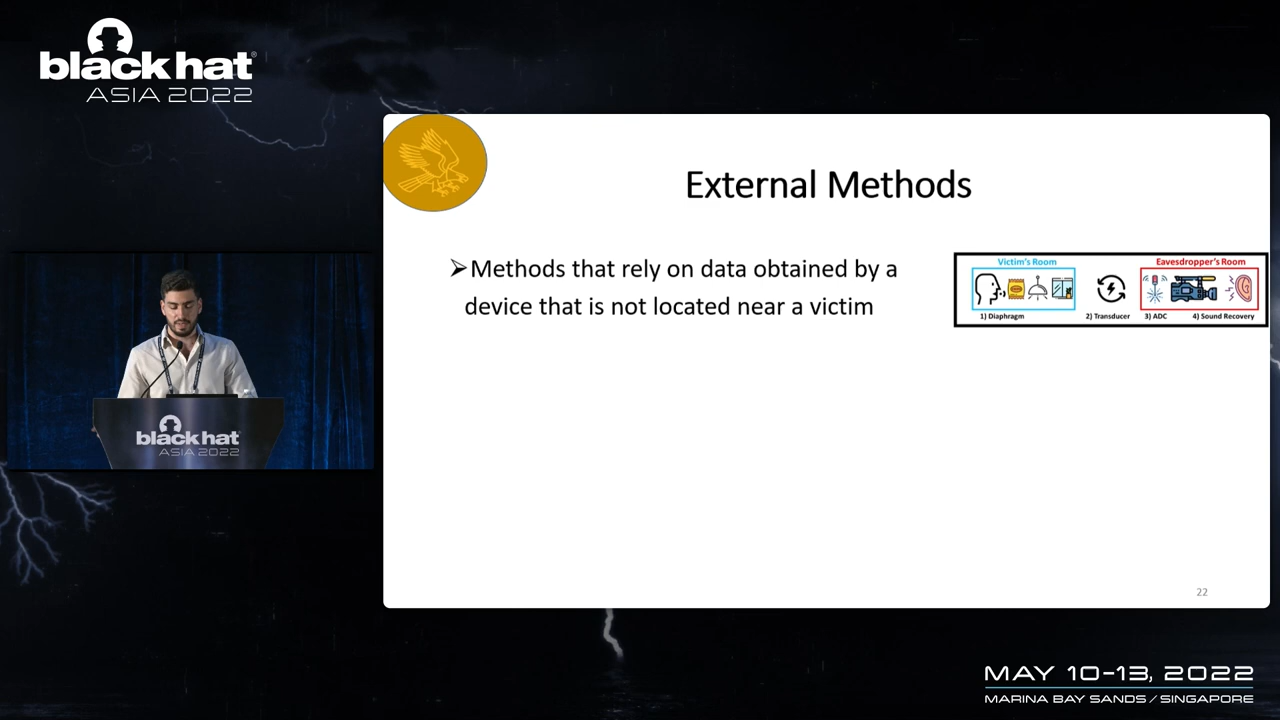 black hat®
ASIA 2022
External Methods
➢Methods that rely on data obtained by a
device that is not located near a victim
Victim's Room
Eavesdropper's Room
1) Diaphragm
2) Transducer
3) ADC
4) Sound Recovery
black hat
ASIA 2022
22
MAY 10-13, 2022
MARINA BAY SANDS / SINGAPORE